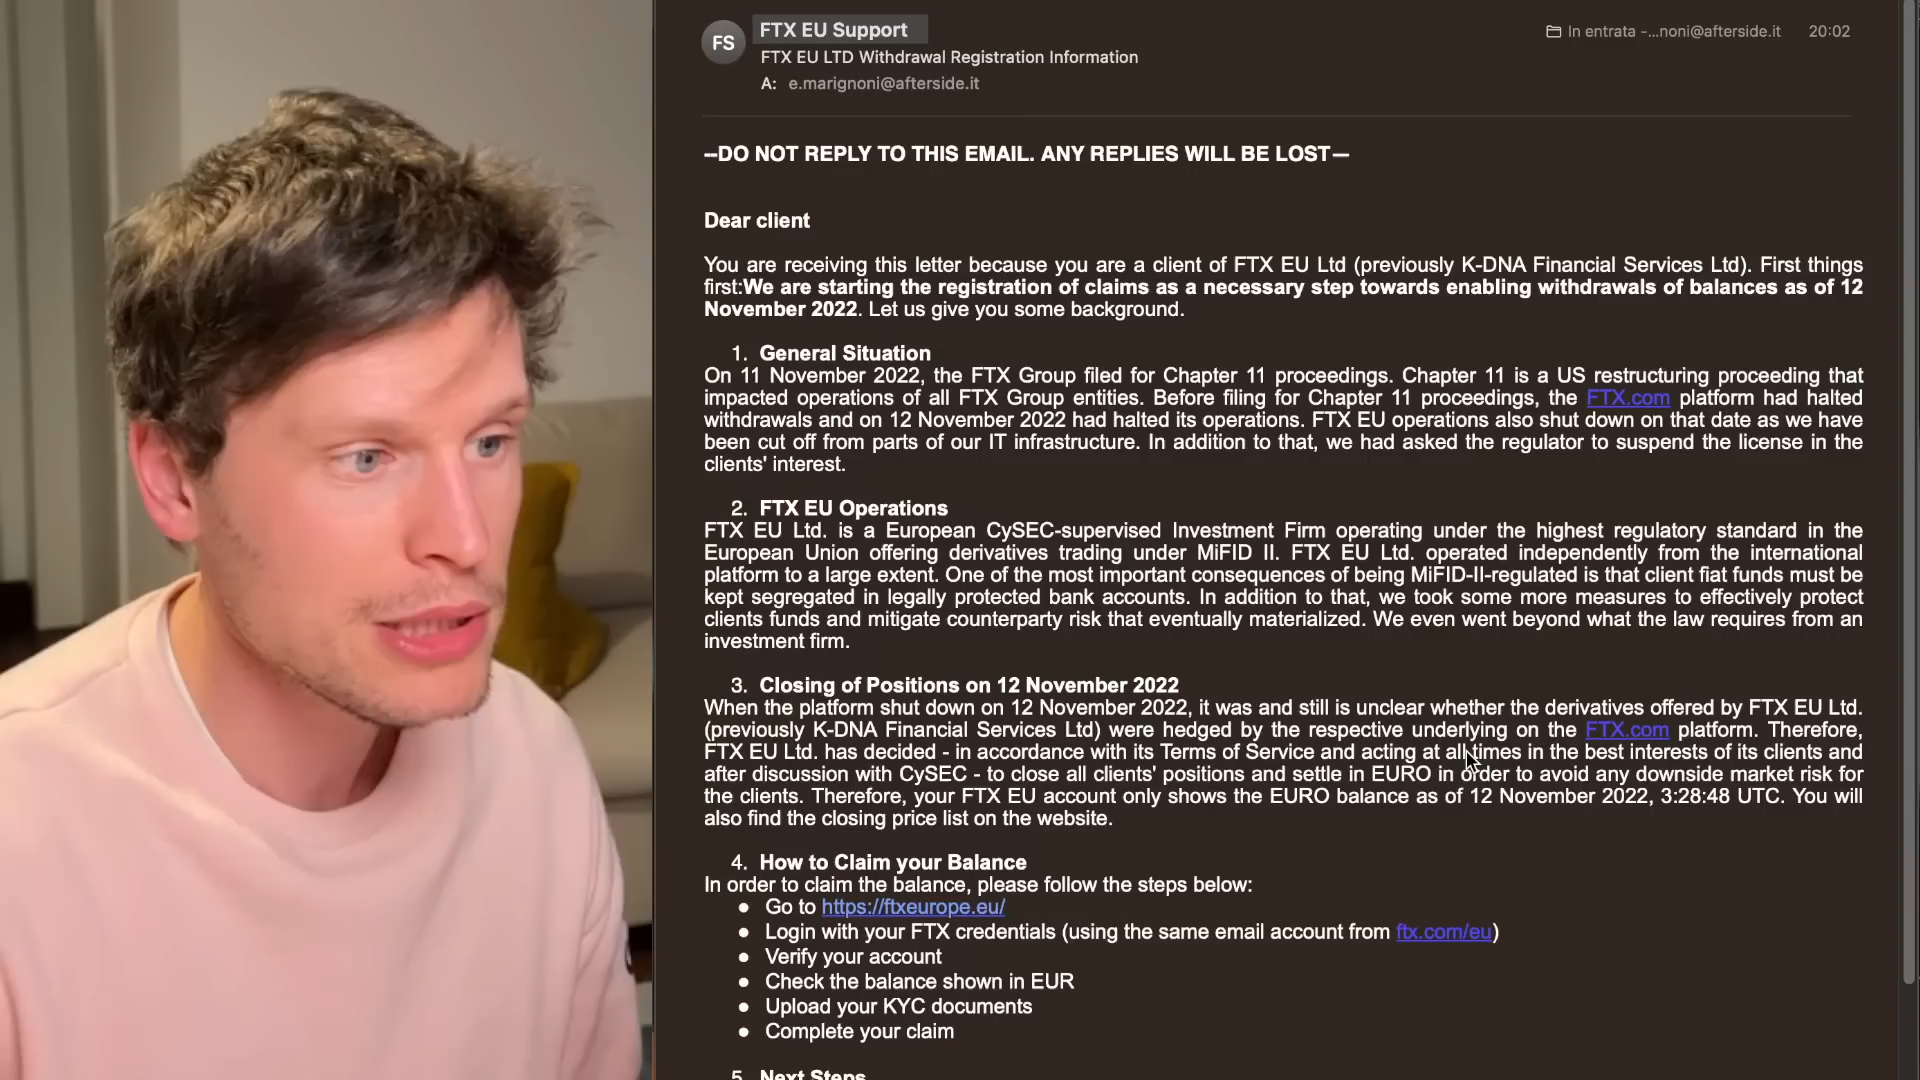 FS
FTX EU Support
In entrata -...noni@afterside.it 20:02
FTX EU LTD Withdrawal Registration Information
A: e.marignoni@afterside.it
--DO NOT REPLY TO THIS EMAIL. ANY REPLIES WILL BE LOST—
Dear client
You are receiving this letter because you are a client of FTX EU Ltd (previously K-DNA Financial Services Ltd). First things
first:We are starting the registration of claims as a necessary step towards enabling withdrawals of balances as of 12
November 2022. Let us give you some background.
1. General Situation
On 11 November 2022, the FTX Group filed for Chapter 11 proceedings. Chapter 11 is a US restructuring proceeding that
impacted operations of all FTX Group entities. Before filing for Chapter 11 proceedings, the FTX.com platform had halted
withdrawals and on 12 November 2022 had halted its operations. FTX EU operations also shut down on that date as we have
been cut off from parts of our IT infrastructure. In addition to that, we had asked the regulator to suspend the license in the
clients' interest.
2. FTX EU Operations
FTX EU Ltd. is a European CySEC-supervised Investment Firm operating under the highest regulatory standard in the
European Union offering derivatives trading under MiFID II. FTX EU Ltd. operated independently from the international
platform to a large extent. One of the most important consequences of being MiFID-II-regulated is that client fiat funds must be
kept segregated in legally protected bank accounts. In addition to that, we took some more measures to effectively protect
clients funds and mitigate counterparty risk that eventually materialized. We even went beyond what the law requires from an
investment firm.
3. Closing of Positions on 12 November 2022
When the platform shut down on 12 November 2022, it was and still is unclear whether the derivatives offered by FTX EU Ltd.
(previously K-DNA Financial Services Ltd) were hedged by the respective underlying on the FTX.com platform. Therefore,
FTX EU Ltd. has decided - in accordance with its Terms of Service and acting at all times in the best interests of its clients and
after discussion with CySEC - to close all clients' positions and settle in EURO in order to avoid any downside market risk for
the clients. Therefore, your FTX EU account only shows the EURO balance as of 12 November 2022, 3:28:48 UTC. You will
also find the closing price list on the website.
4. How to Claim your Balance
In order to claim the balance, please follow the steps below:
● Go to https://ftxeurope.eu/
● Login with your FTX credentials (using the same email account from ftx.com/eu)
● Verify your account
● Check the balance shown in EUR
● Upload your KYC documents
● Complete your claim
5. Next Steps